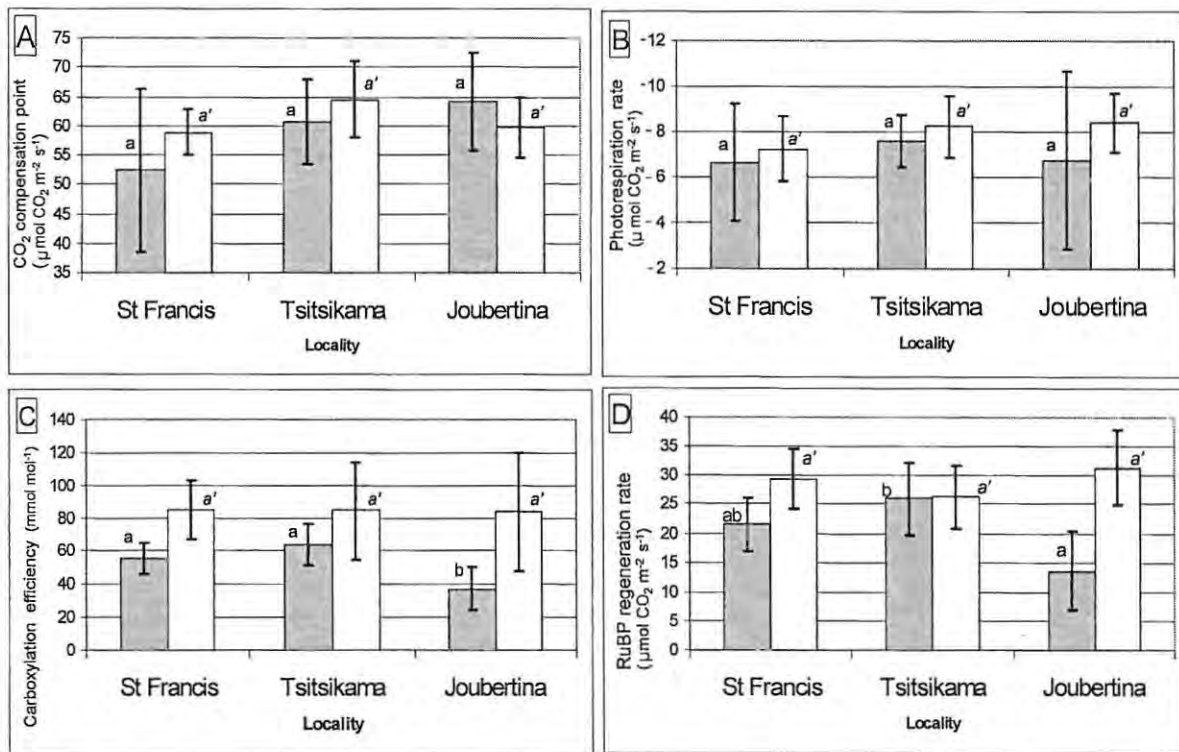 A
CO₂ compensation point
(µmol CO₂ m⁻² s⁻¹)
75
70
65
60
55
50
45
40
35
a
a'
a
a'
a
a'
St Francis
Tsitsikama
Joubertina
Locality
B
Photorespiration rate
(µ mol CO₂ m⁻² s⁻¹)
-12
-10
-8
-6
-4
-2
a
a'
a
a'
a
a'
St Francis
Tsitsikama
Joubertina
Locality
C
Carboxylation efficiency (mmol mol⁻¹)
140
120
100
80
60
40
20
0
a
a'
a
a'
b
a'
St Francis
Tsitsikama
Joubertina
Locality
D
RuBP regeneration rate
(µmol CO₂ m⁻² s⁻¹)
40
35
30
25
20
15
10
5
0
ab
a'
b
a'
a
a'
St Francis
Tsitsikama
Joubertina
Locality